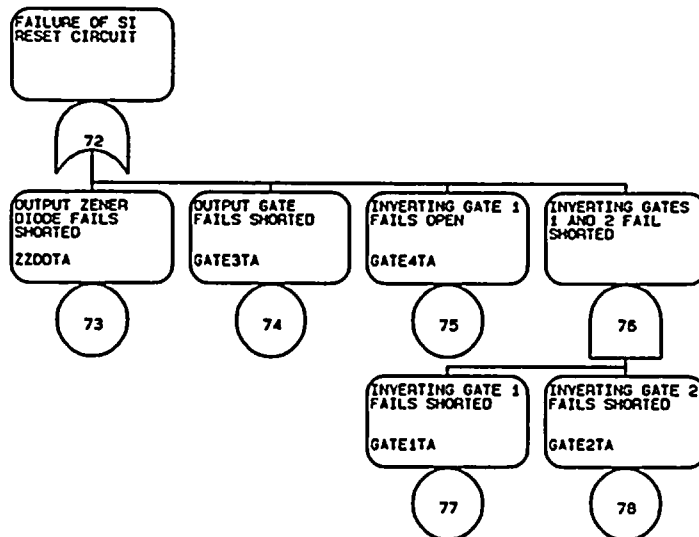 FAILURE OF SI
RESET CIRCUIT
72
OUTPUT ZENER
DIODE FAILS
SHORTED
ZZDOTA
73
OUTPUT GATE
FAILS SHORTED
GATE3TA
74
INVERTING GATE 1
FAILS OPEN
GATE4TA
75
INVERTING GATES
1 AND 2 FAIL
SHORTED
76
INVERTING GATE 1
FAILS SHORTED
GATE1TA
77
INVERTING GATE 2
FAILS SHORTED
GATE2TA
78